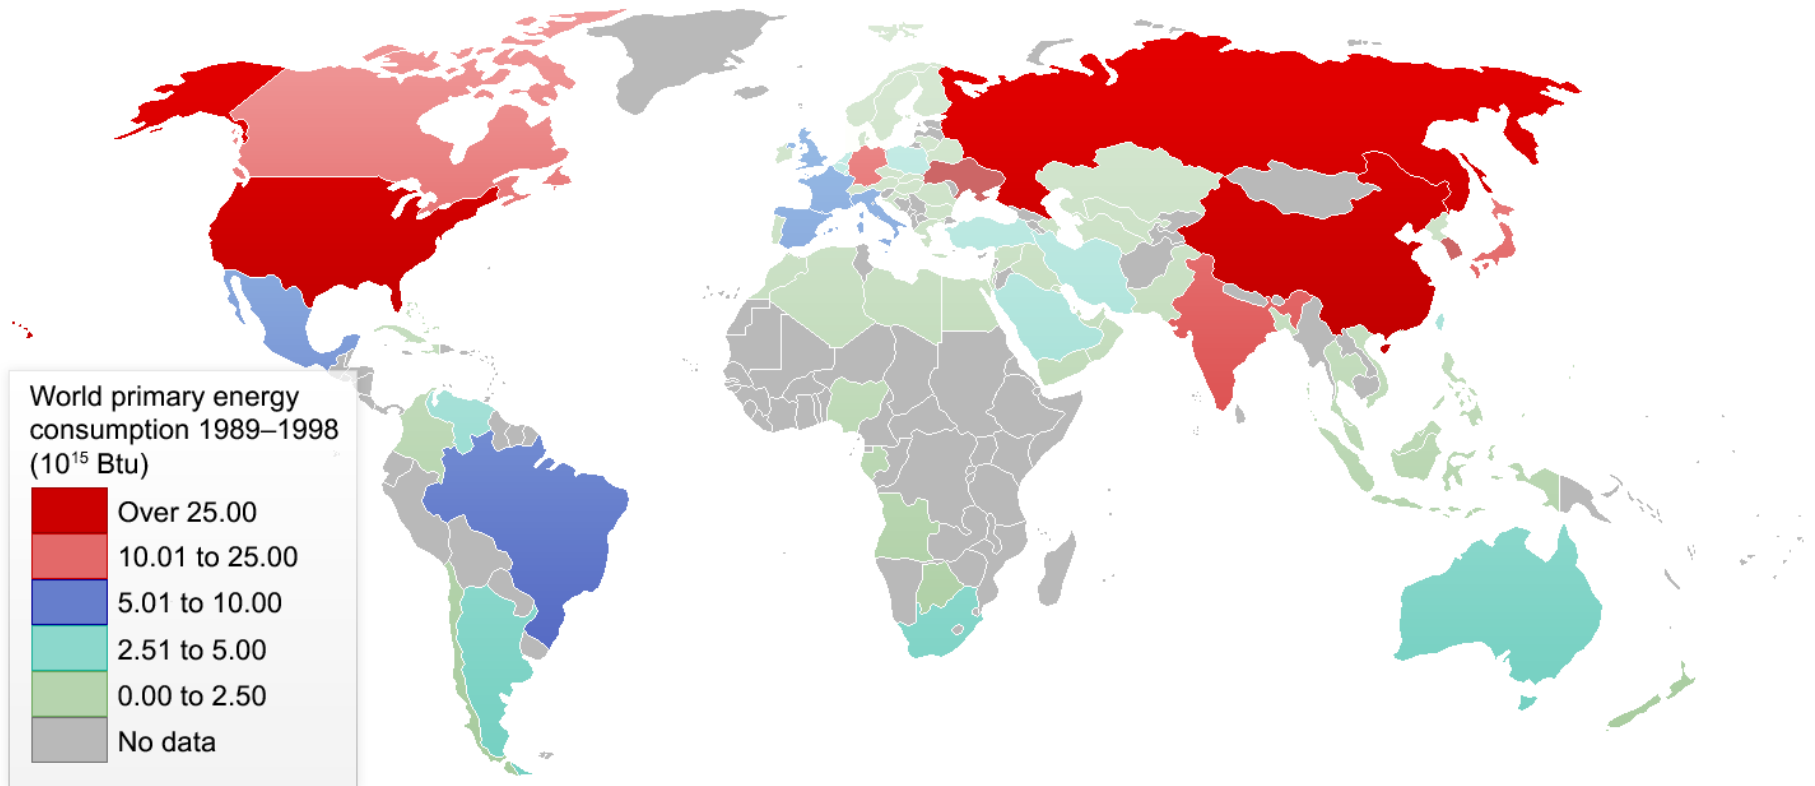 World primary energy
consumption 1989–1998
(10¹⁵ Btu)
Over 25.00
10.01 to 25.00
5.01 to 10.00
2.51 to 5.00
0.00 to 2.50
No data